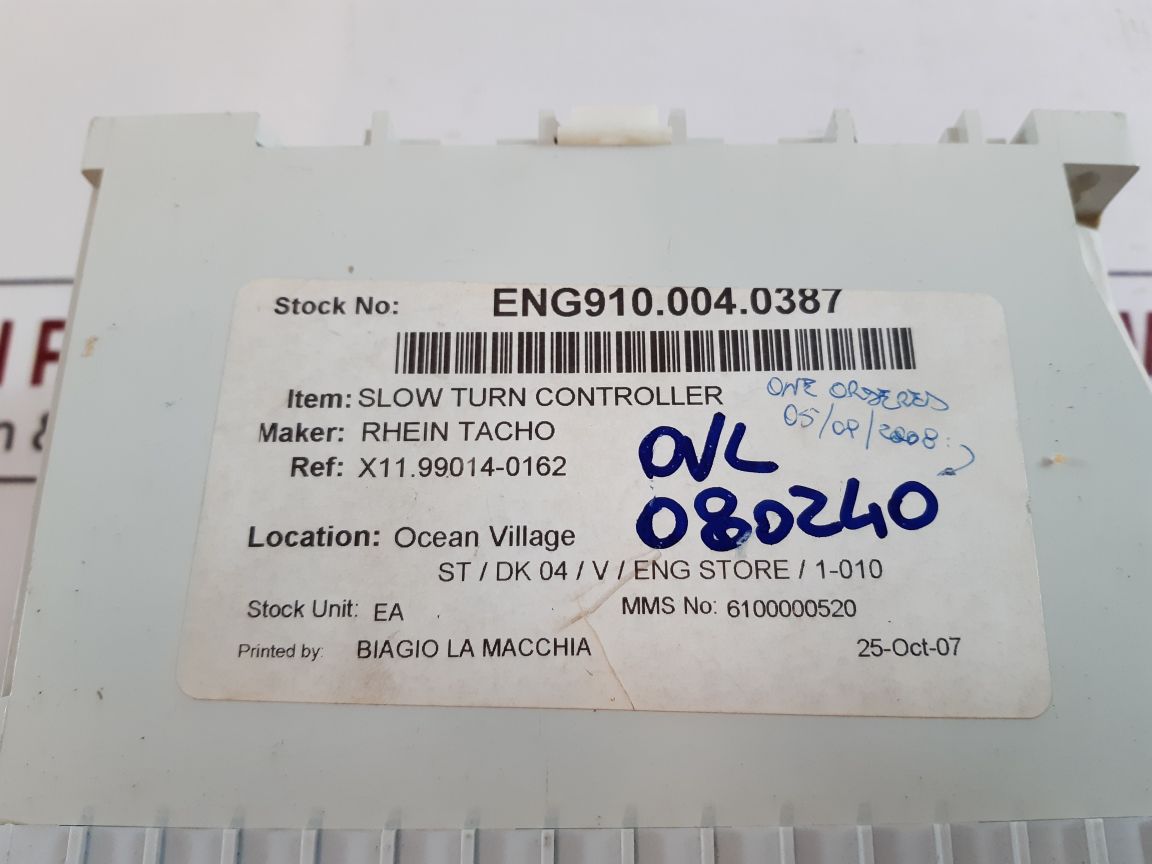 Stock No: ENG910.004.0387
Item: SLOW TURN CONTROLLER
ONE ORDERED
Maker: RHEIN TACHO
Ref: X11.99014-0162
OVL
080240
Location: Ocean Village
ST / DK 04 / V / ENG STORE / 1-010
Stock Unit: EA
MMS No: 6100000520
Printed by: BIAGIO LA MACCHIA
25-Oct-07